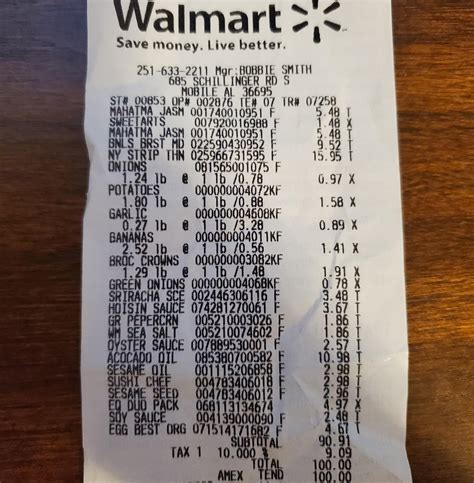 Walmart
Save money. Live better.
251-633-2211 Mgr:BOBBIE SMITH
685 SCHILLINGER RD S
MOBILE AL 36695
ST# 00853 OP# 002876 TE# 07 TR# 07258
MAHATMA JASM 001740010951 F 5.48 T
SWEETARTS 007920016988 F 1.48 X
MAHATMA JASM 001740010951 F 5.48 T
BNLS BRST MD 022590430952 F 9.52 T
NY STRIP THN 025966731595 F 15.95 T
ONIONS 081565001075 F
1.24 lb @ 1 lb /0.78 0.97 X
POTATOES 000000004072KF
1.80 lb @ 1 lb /0.88 1.58 X
GARLIC 000000004608KF
0.27 lb @ 1 lb /3.28 0.89 X
BANANAS 000000004011KF
2.52 lb @ 1 lb /0.56 1.41 X
BROC CROWNS 000000003082KF
1.29 lb @ 1 lb /1.48 1.91 X
GREEN ONIONS 000000004068KF 0.78 X
SRIRACHA SCE 002446306116 F 3.48 T
HOISIN SAUCE 074281270061 F 3.67 T
GR PEPERCRN 005210003026 F 1.86 T
WM SEA SALT 005210074602 F 1.86 T
OYSTER SAUCE 007889530001 F 2.57 T
ACOCADO OIL 085380700582 F 10.98 T
SESAME OIL 001115206858 F 2.98 T
SUSHI CHEF 004783406018 F 2.98 T
SESAME SEED 004783406012 F 2.96 T
EQ DUO PACK 068113134674 4.97 X
SOY SAUCE 004139000090 F 2.48 T
EGG BEST ORG 071514171682 F 4.67 T
SUBTOTAL 90.91
TAX 1 10.000 % 9.09
TOTAL 100.00
AMEX TEND 100.00